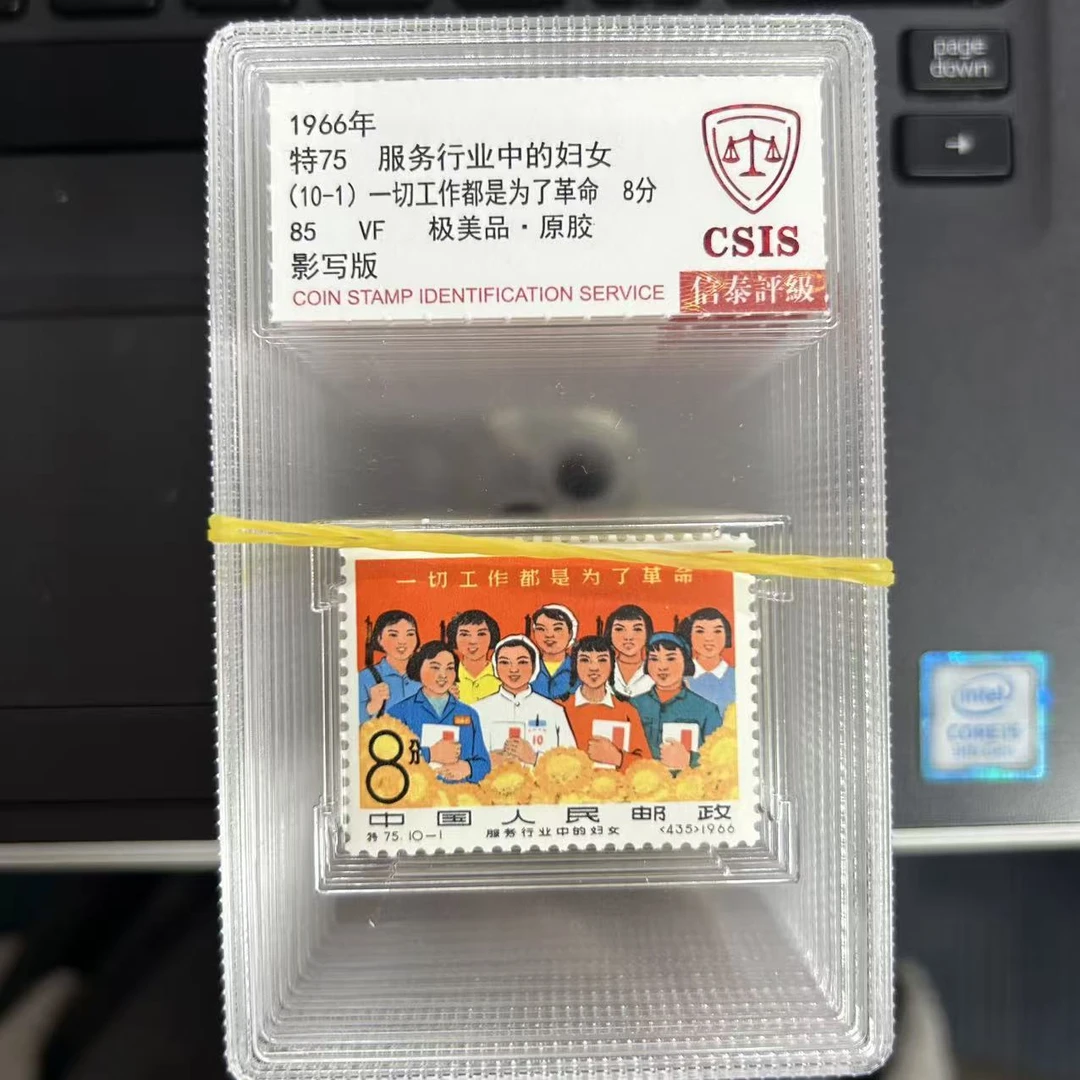 page
down
→
1966年
特75 服务行业中的妇女
(10-1) 一切工作都是为了革命 8分
85 VF 极美品·原胶
影写版
COIN STAMP IDENTIFICATION SERVICE
CSIS
信泰評級
一切工作都是为了革命
10
8分
中国人民邮政
特75.10-1 服务行业中的妇女 <435>1966
intel
CORE i5